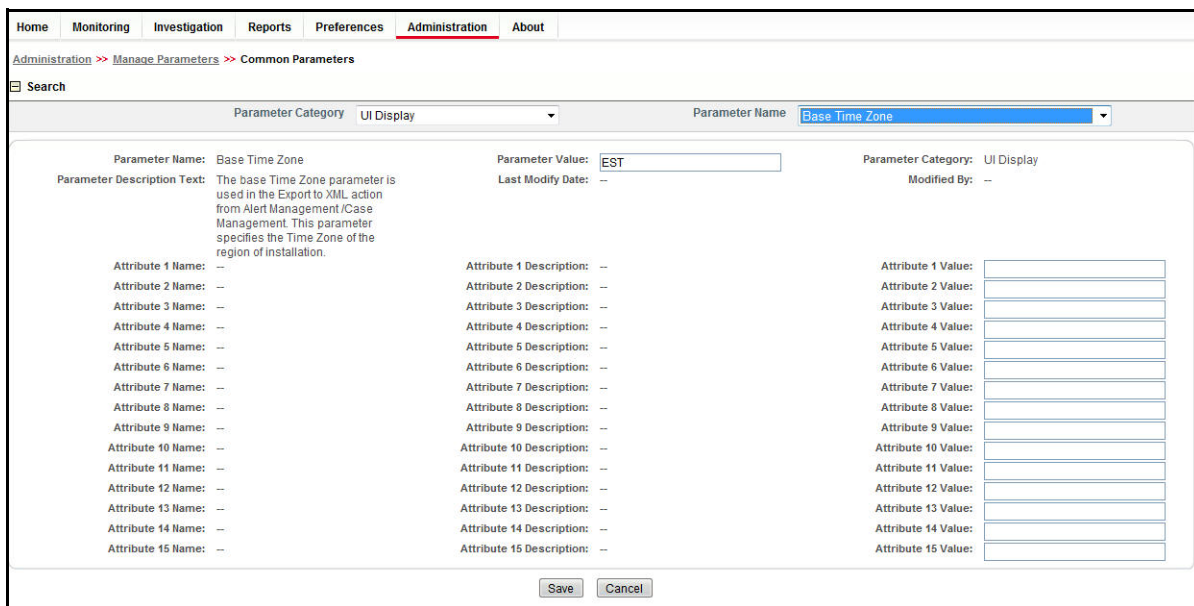 Home Monitoring Investigation Reports Preferences Administration About
Administration >> Manage Parameters >> Common Parameters
Search
Parameter Category UI Display Parameter Name Base Time Zone
Parameter Name: Base Time Zone Parameter Value: EST Parameter Category: UI Display
Parameter Description Text: The base Time Zone parameter is Last Modify Date: -- Modified By: --
used in the Export to XML action
from Alert Management /Case
Management. This parameter
specifies the Time Zone of the
region of installation.
Attribute 1 Name: -- Attribute 1 Description: -- Attribute 1 Value:
Attribute 2 Name: -- Attribute 2 Description: -- Attribute 2 Value:
Attribute 3 Name: -- Attribute 3 Description: -- Attribute 3 Value:
Attribute 4 Name: -- Attribute 4 Description: -- Attribute 4 Value:
Attribute 5 Name: -- Attribute 5 Description: -- Attribute 5 Value:
Attribute 6 Name: -- Attribute 6 Description: -- Attribute 6 Value:
Attribute 7 Name: -- Attribute 7 Description: -- Attribute 7 Value:
Attribute 8 Name: -- Attribute 8 Description: -- Attribute 8 Value:
Attribute 9 Name: -- Attribute 9 Description: -- Attribute 9 Value:
Attribute 10 Name: -- Attribute 10 Description: -- Attribute 10 Value:
Attribute 11 Name: -- Attribute 11 Description: -- Attribute 11 Value:
Attribute 12 Name: -- Attribute 12 Description: -- Attribute 12 Value:
Attribute 13 Name: -- Attribute 13 Description: -- Attribute 13 Value:
Attribute 14 Name: -- Attribute 14 Description: -- Attribute 14 Value:
Attribute 15 Name: -- Attribute 15 Description: -- Attribute 15 Value:
Save Cancel